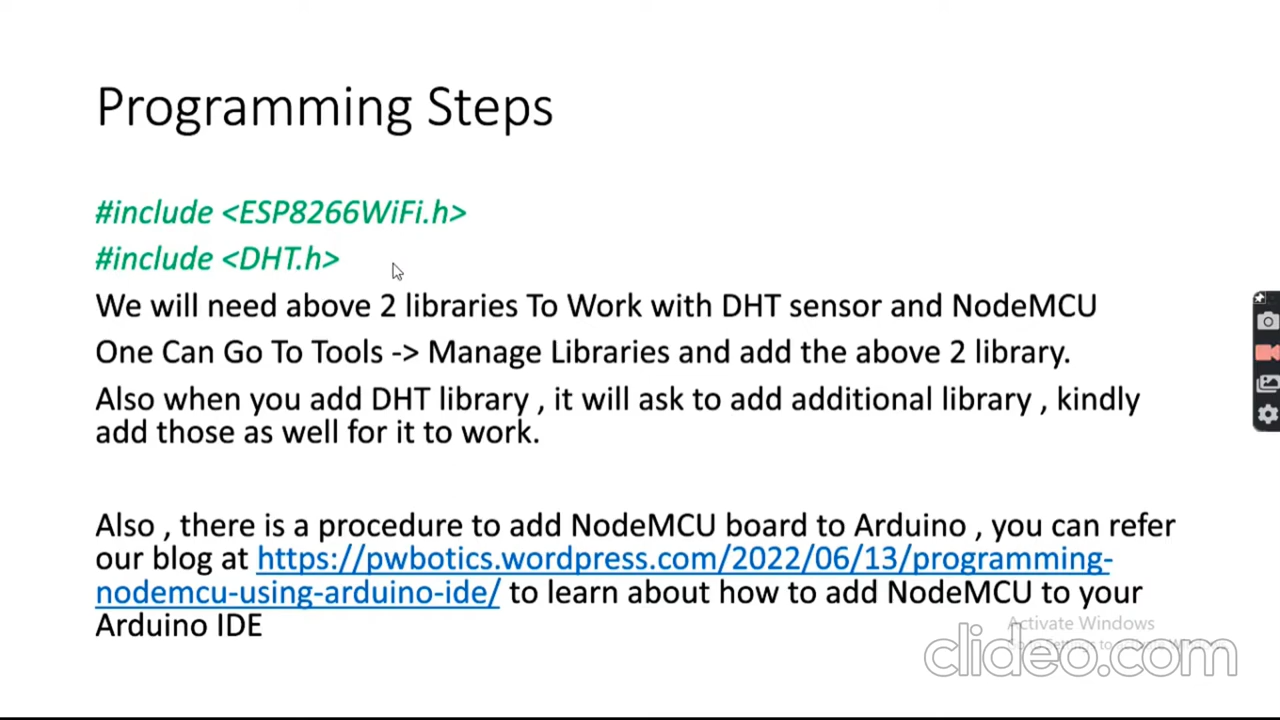 Programming Steps
#include <ESP8266WiFi.h>
#include <DHT.h>
We will need above 2 libraries To Work with DHT sensor and NodeMCU
One Can Go To Tools -> Manage Libraries and add the above 2 library.
Also when you add DHT library , it will ask to add additional library , kindly
add those as well for it to work.
Also , there is a procedure to add NodeMCU board to Arduino , you can refer
our blog at https://pwbotics.wordpress.com/2022/06/13/programming-
nodemcu-using-arduino-ide/ to learn about how to add NodeMCU to your
Arduino IDE
Activate Windows
clideo.com